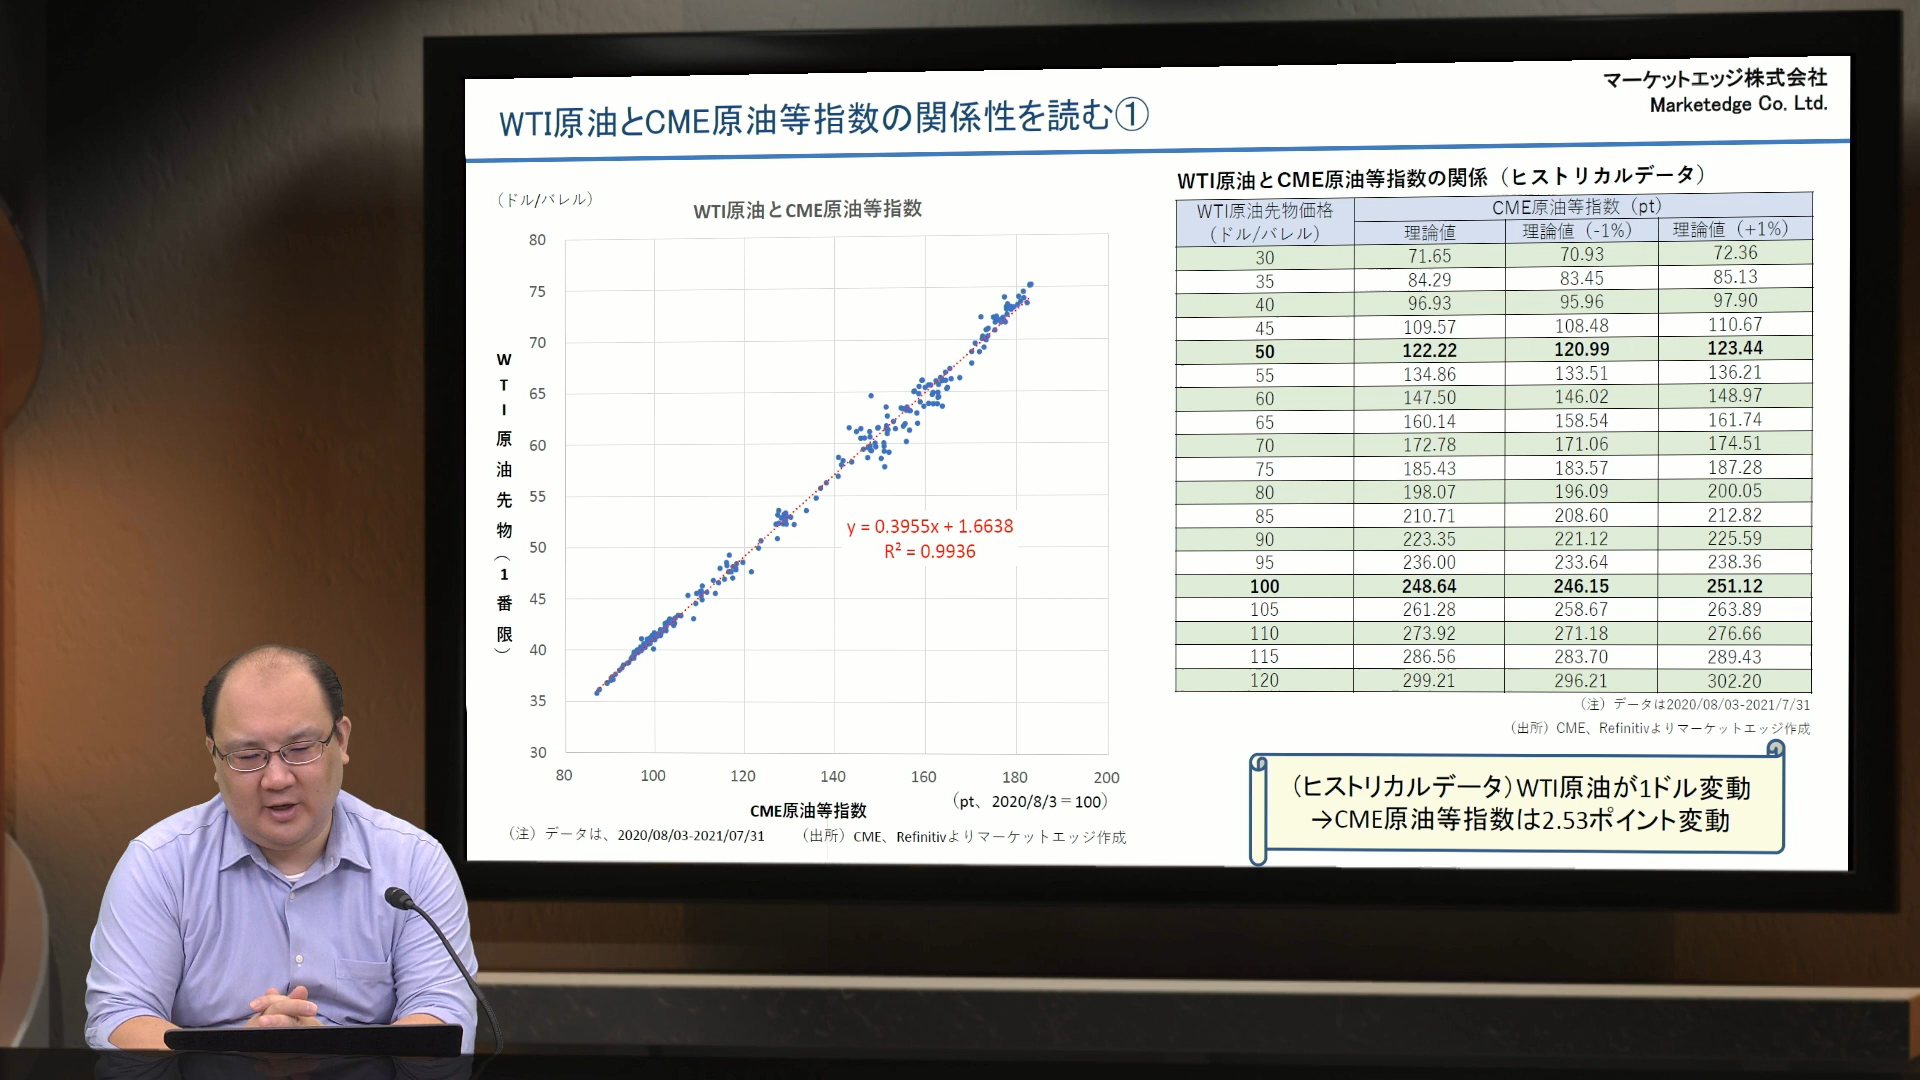 マーケットエッジ株式会社
Marketedge Co. Ltd.
WTI原油とCME原油等指数の関係性を読む①
（ドル/バレル）
WTI原油とCME原油等指数
80
75
70
65
60
55
50
45
40
35
30
WTI原油先物（1番限）
y = 0.3955x + 1.6638
R² = 0.9936
80 100 120 140 160 180 200
CME原油等指数
（pt、2020/8/3＝100）
（注）データは、2020/08/03-2021/07/31 （出所）CME、Refinitivよりマーケットエッジ作成
WTI原油とCME原油等指数の関係（ヒストリカルデータ）
WTI原油先物価格 CME原油等指数（pt）
（ドル/バレル） 理論値 理論値（-1%） 理論値（+1%）
30 71.65 70.93 72.36
35 84.29 83.45 85.13
40 96.93 95.96 97.90
45 109.57 108.48 110.67
50 122.22 120.99 123.44
55 134.86 133.51 136.21
60 147.50 146.02 148.97
65 160.14 158.54 161.74
70 172.78 171.06 174.51
75 185.43 183.57 187.28
80 198.07 196.09 200.05
85 210.71 208.60 212.82
90 223.35 221.12 225.59
95 236.00 233.64 238.36
100 248.64 246.15 251.12
105 261.28 258.67 263.89
110 273.92 271.18 276.66
115 286.56 283.70 289.43
120 299.21 296.21 302.20
（注）データは2020/08/03-2021/7/31
（出所）CME、Refinitivよりマーケットエッジ作成
（ヒストリカルデータ）WTI原油が1ドル変動
→CME原油等指数は2.53ポイント変動